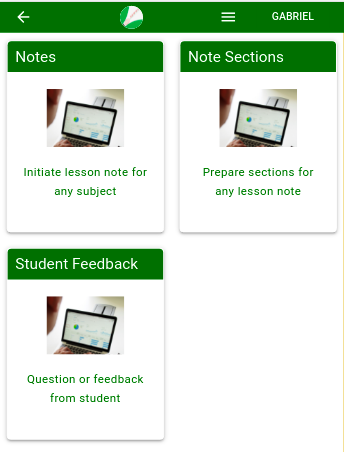 GABRIEL
Notes
Initiate lesson note for
any subject
Note Sections
Prepare sections for
any lesson note
Student Feedback
Question or feedback
from student